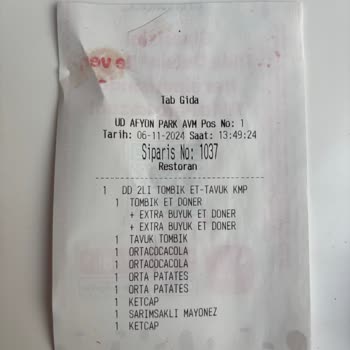 Tab Gida
UD AFYON PARK AVM Pos No: 1
Tarih: 06-11-2024 Saat: 13:49:24
Siparis No: 1037
Restoran
1 DD 2LI TOMBIK ET-TAVUK KMP
1 TOMBIK ET DONER
+ EXTRA BUYUK ET DONER
+ EXTRA BUYUK ET DONER
1 TAVUK TOMBIK
1 ORTACOCACOLA
1 ORTACOCACOLA
1 ORTA PATATES
1 ORTA PATATES
1 KETCAP
1 SARIMSAKLI MAYONEZ
1 KETCAP